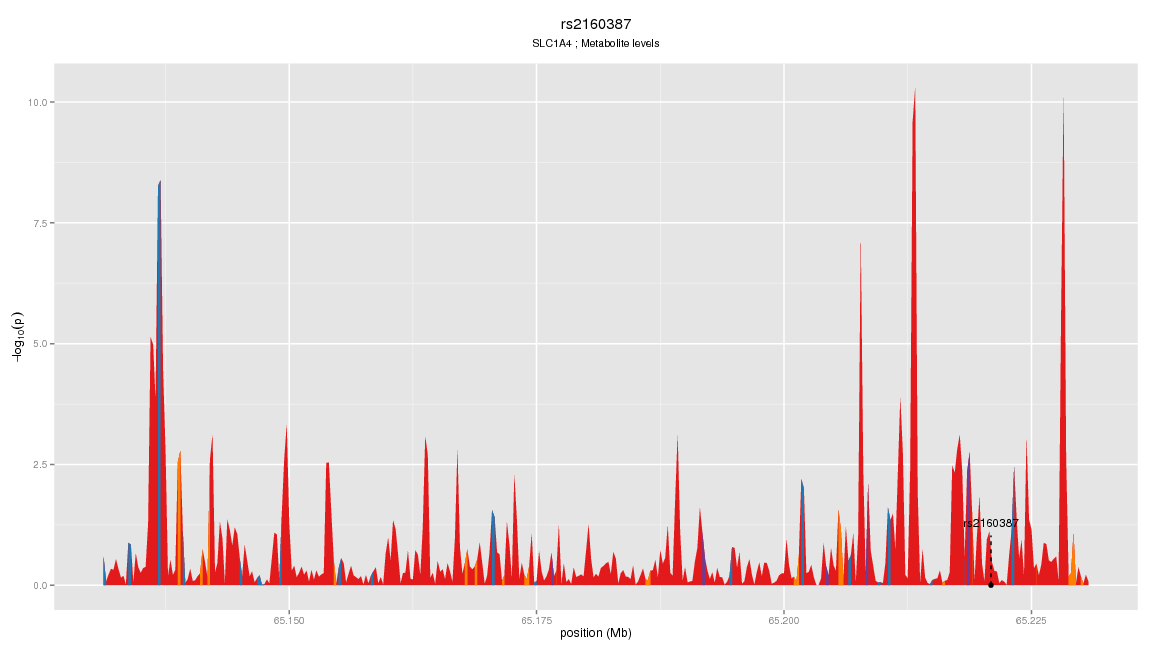 rs2160387
SLC1A4 ; Metabolite levels
−log10(p)
10.0
7.5
5.0
2.5
0.0
rs2160387
65.150
65.175
65.200
65.225
position (Mb)